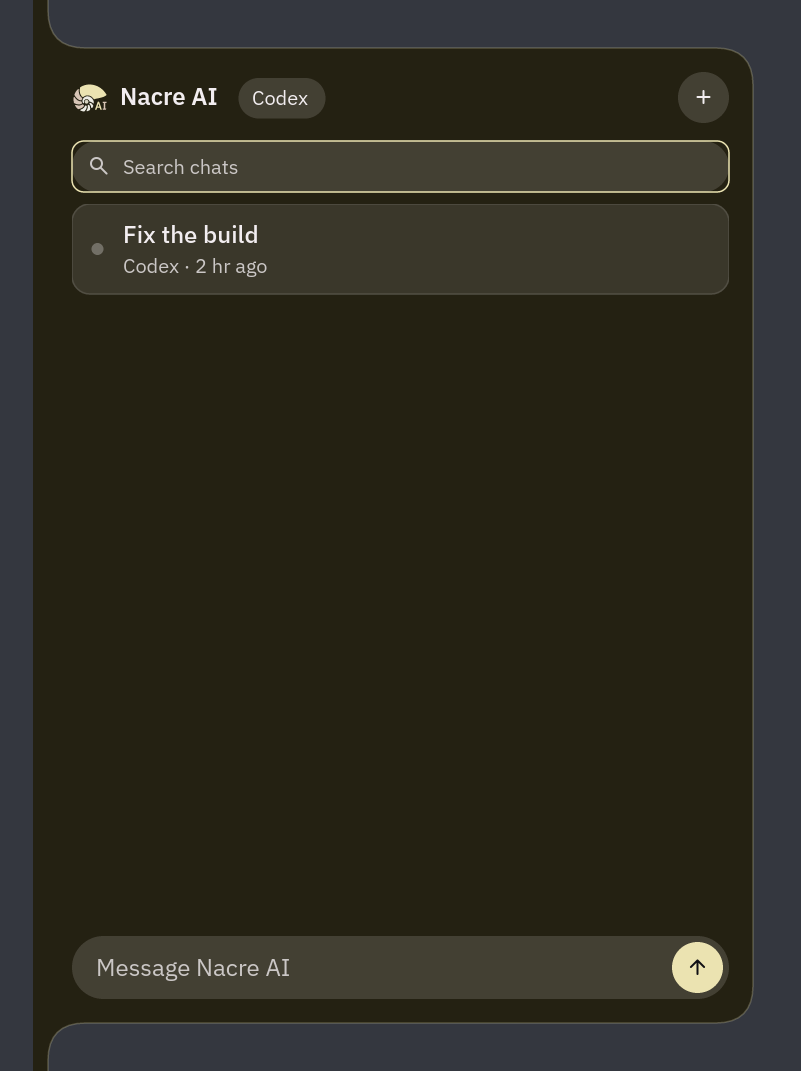 AI
Nacre AI
Codex
+
Search chats
Fix the build
Codex · 2 hr ago
Message Nacre AI